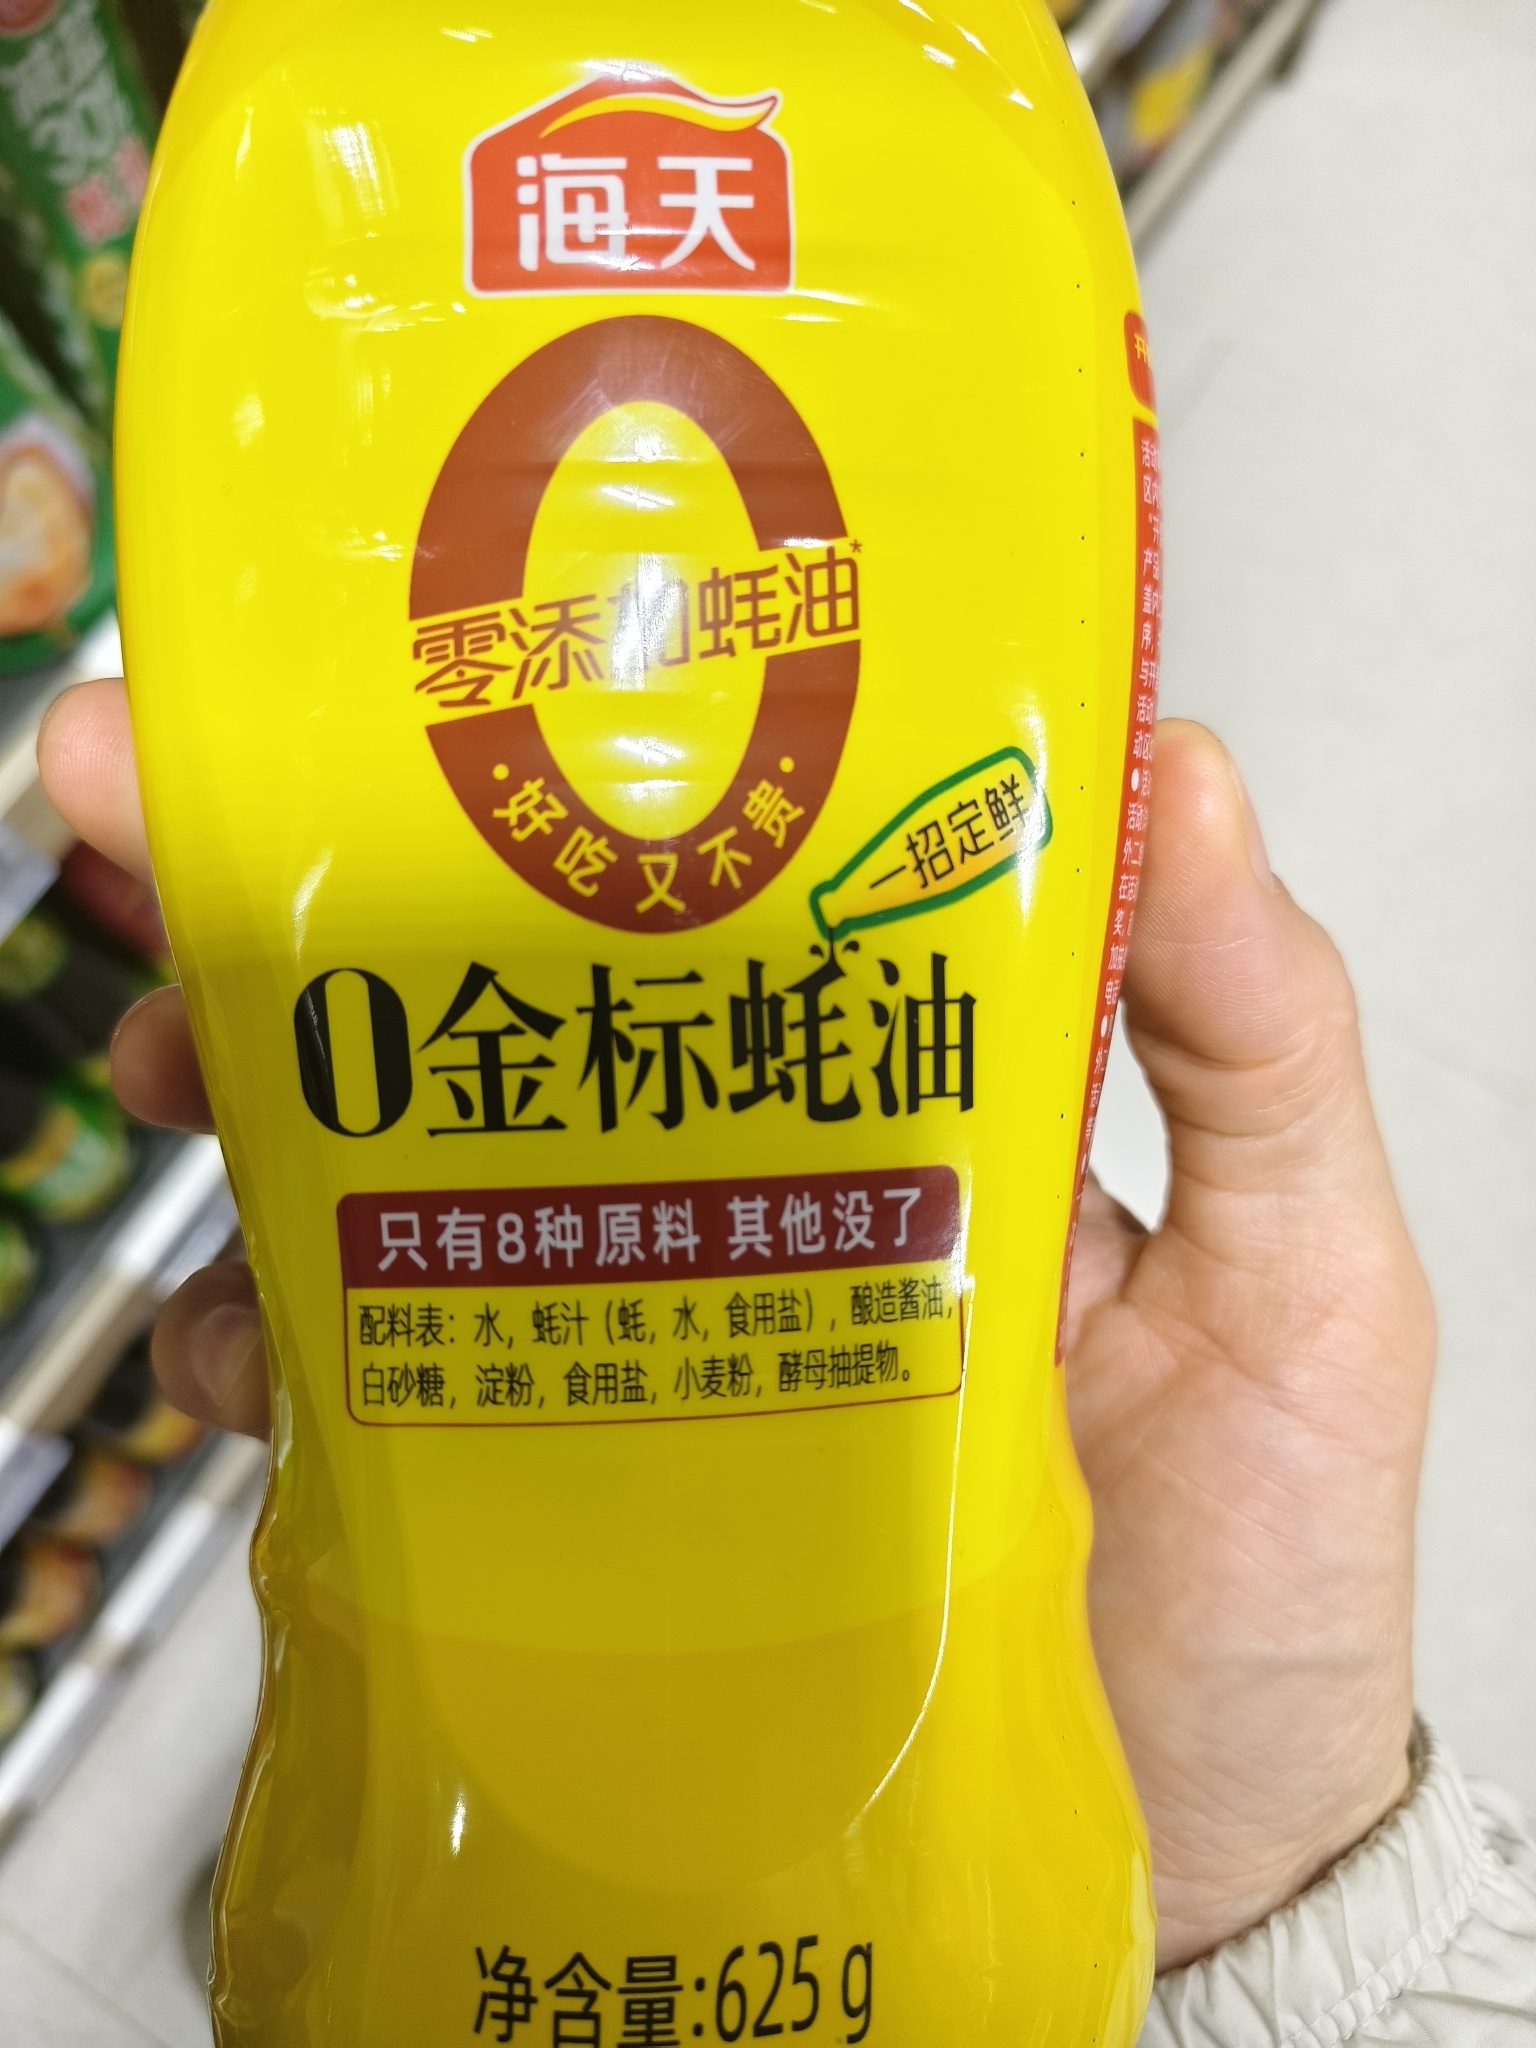 海天
零添加蚝油*
·好吃又不贵·
一招定鲜
0金标蚝油
只有8种原料 其他没了
配料表：水，蚝汁（蚝，水，食用盐），酿造酱油，
白砂糖，淀粉，食用盐，小麦粉，酵母抽提物。
净含量:625g